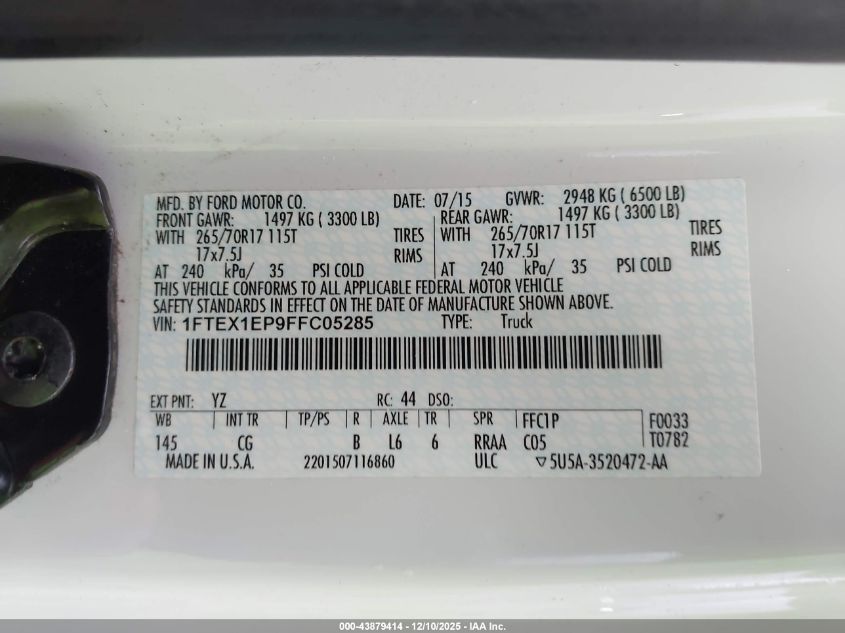 MFD. BY FORD MOTOR CO. DATE: 07/15 GVWR: 2948 KG ( 6500 LB)
FRONT GAWR: 1497 KG ( 3300 LB) REAR GAWR: 1497 KG ( 3300 LB)
WITH 265/70R17 115T TIRES WITH 265/70R17 115T TIRES
17x7.5J RIMS 17x7.5J RIMS
AT 240 kPa/ 35 PSI COLD AT 240 kPa/ 35 PSI COLD
THIS VEHICLE CONFORMS TO ALL APPLICABLE FEDERAL MOTOR VEHICLE
SAFETY STANDARDS IN EFFECT ON THE DATE OF MANUFACTURE SHOWN ABOVE.
VIN: 1FTEX1EP9FFC05285 TYPE: Truck
EXT PNT: YZ RC: 44 DSO:
WB INT TR TP/PS R AXLE TR SPR FFC1P F0033
145 CG B L6 6 RRAA C05 T0782
MADE IN U.S.A. 2201507116860 ULC ▽5U5A-3520472-AA
000-43879414 - 12/10/2025 - IAA Inc.